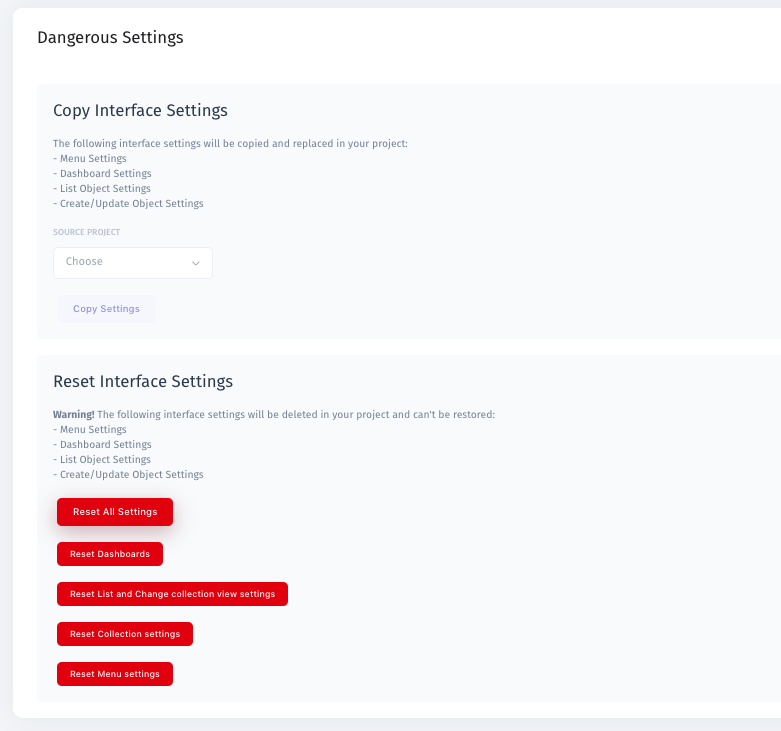 Dangerous Settings
Copy Interface Settings
The following interface settings will be copied and replaced in your project:
- Menu Settings
- Dashboard Settings
- List Object Settings
- Create/Update Object Settings
SOURCE PROJECT
Choose
Copy Settings
Reset Interface Settings
Warning! The following interface settings will be deleted in your project and can't be restored:
- Menu Settings
- Dashboard Settings
- List Object Settings
- Create/Update Object Settings
Reset All Settings
Reset Dashboards
Reset List and Change collection view settings
Reset Collection settings
Reset Menu settings